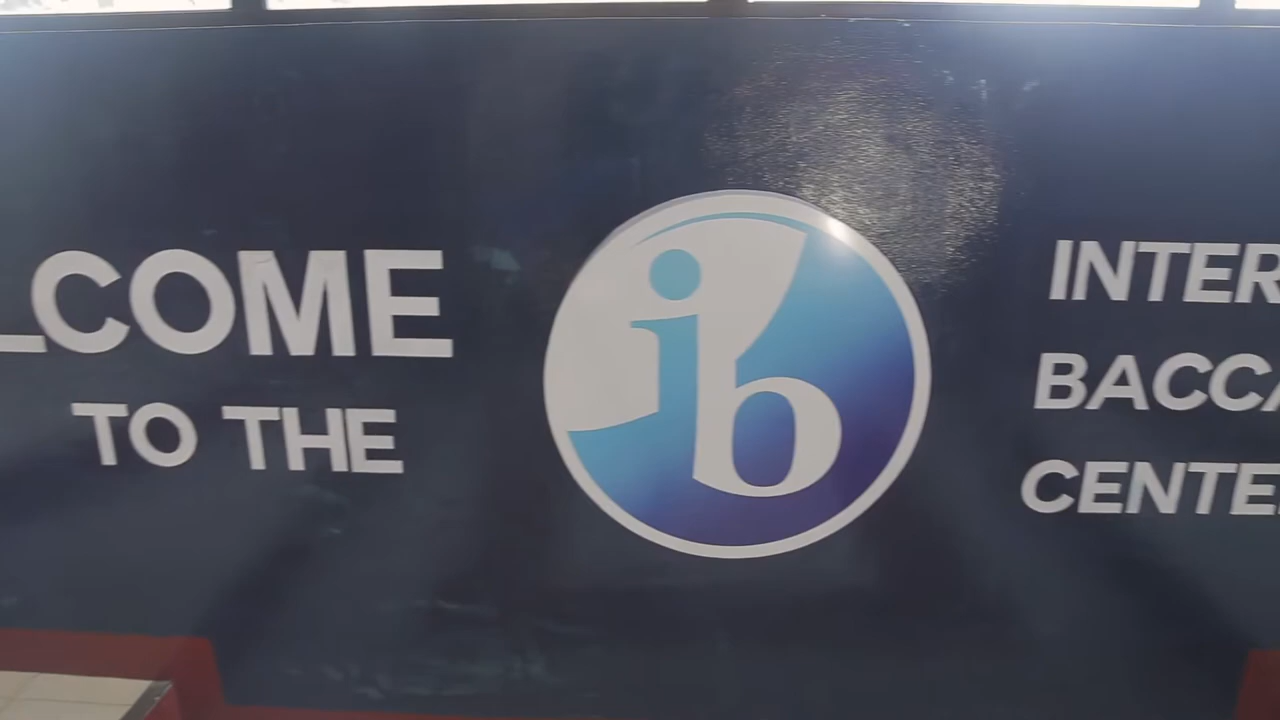 LCOME
TO THE
ib
INTER
BACCA
CENTE